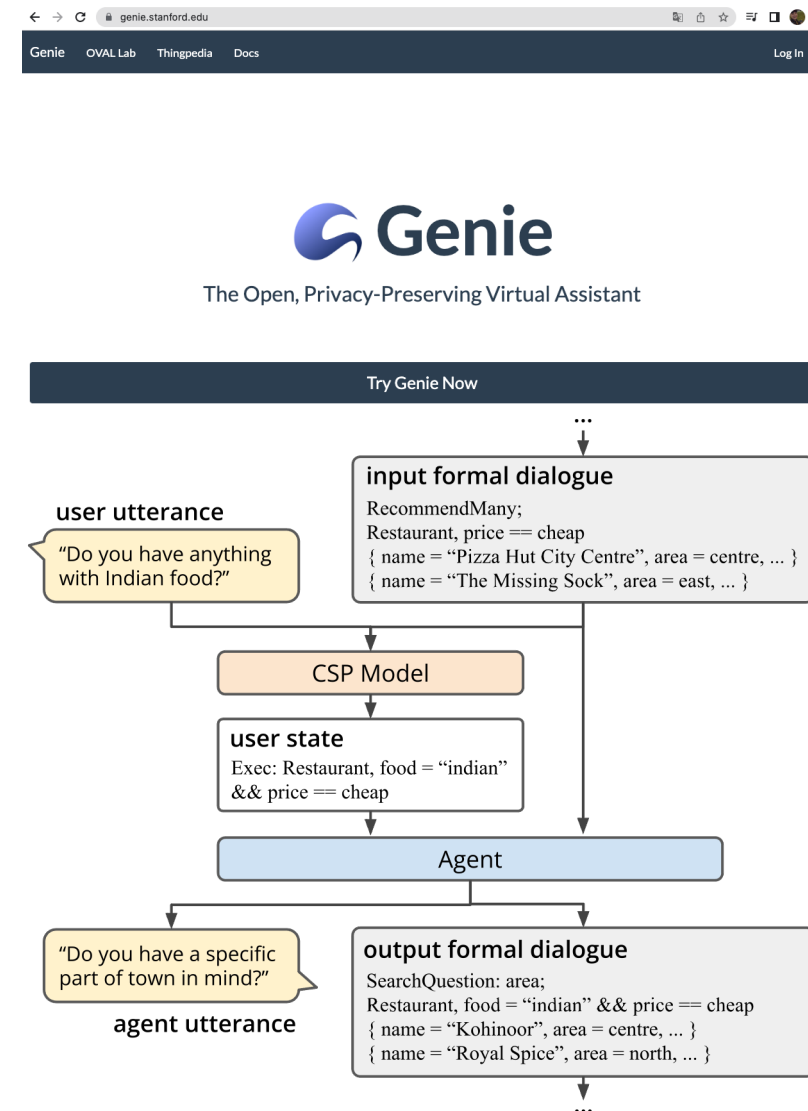 genie.stanford.edu
Genie OVAL Lab Thingpedia Docs Log In
Genie
The Open, Privacy-Preserving Virtual Assistant
Try Genie Now
...
user utterance
“Do you have anything
with Indian food?”
input formal dialogue
RecommendMany;
Restaurant, price == cheap
{ name = “Pizza Hut City Centre”, area = centre, ... }
{ name = “The Missing Sock”, area = east, ... }
CSP Model
user state
Exec: Restaurant, food = “indian”
&& price == cheap
Agent
“Do you have a specific
part of town in mind?”
agent utterance
output formal dialogue
SearchQuestion: area;
Restaurant, food = “indian” && price == cheap
{ name = “Kohinoor”, area = centre, ... }
{ name = “Royal Spice”, area = north, ... }
...